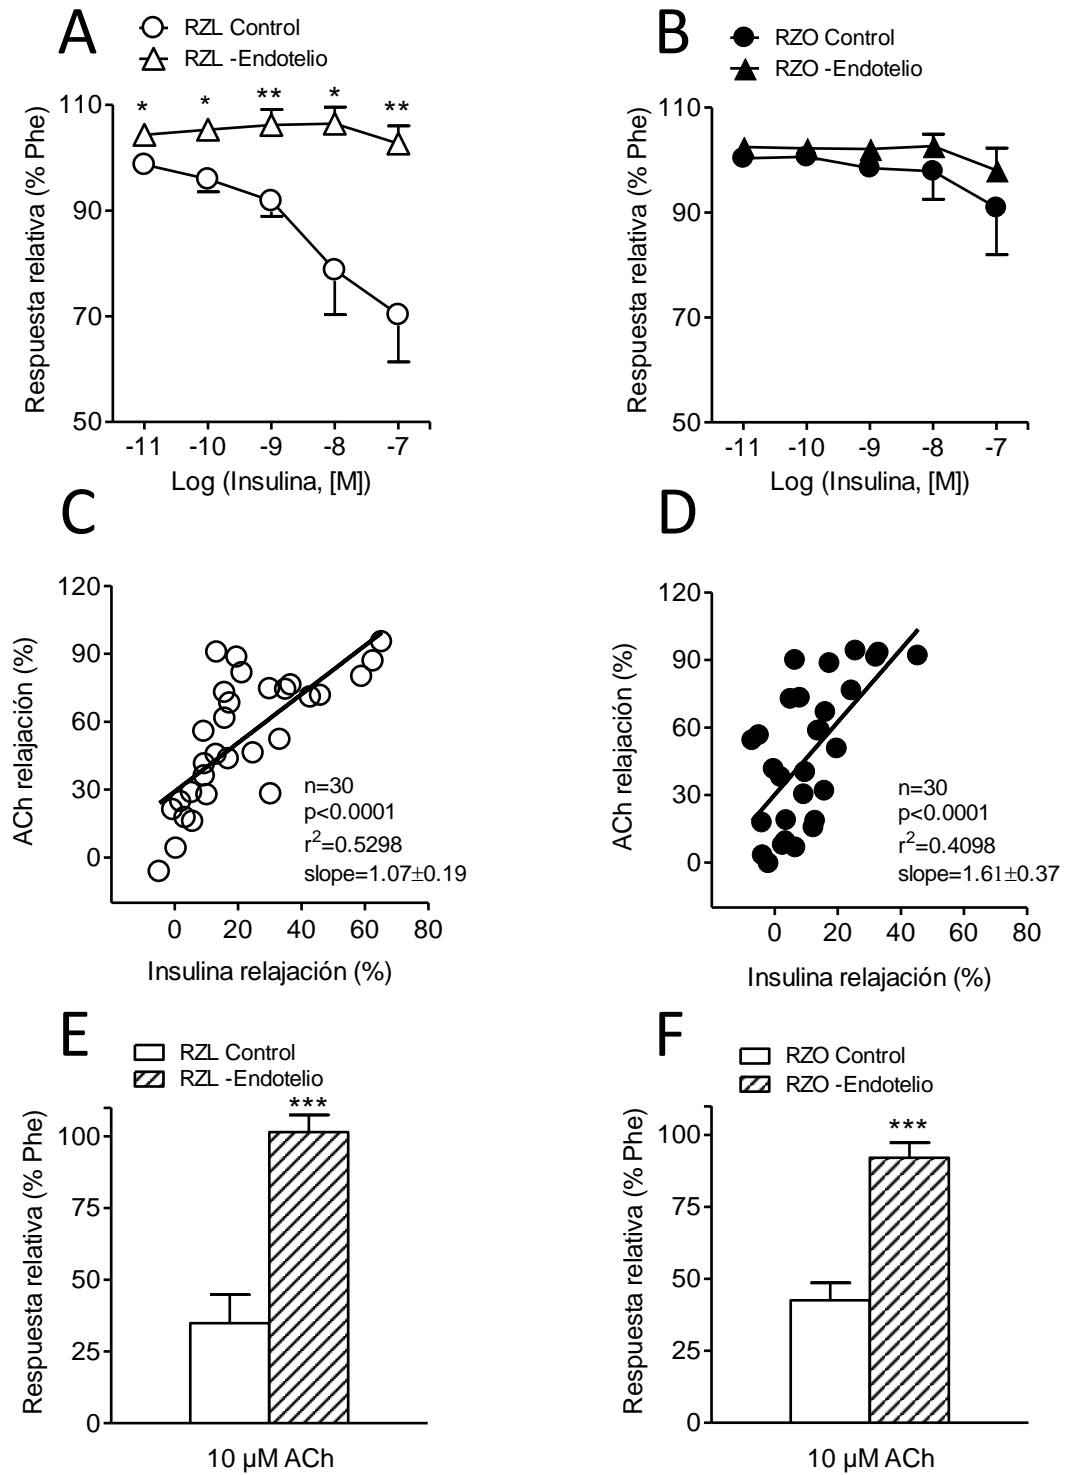 A
RZL Control
RZL -Endotelio
Respuesta relativa (% Phe)
110
90
70
50
* * ** * **
-11 -10 -9 -8 -7
Log (Insulina, [M])
B
RZO Control
RZO -Endotelio
Respuesta relativa (% Phe)
110
90
70
50
-11 -10 -9 -8 -7
Log (Insulina, [M])
C
ACh relajación (%)
120
90
60
30
0
n=30
p<0.0001
r²=0.5298
slope=1.07±0.19
0 20 40 60 80
Insulina relajación (%)
D
ACh relajación (%)
120
90
60
30
0
n=30
p<0.0001
r²=0.4098
slope=1.61±0.37
0 20 40 60 80
Insulina relajación (%)
E
RZL Control
RZL -Endotelio
***
Respuesta relativa (% Phe)
100
75
50
25
0
10 µM ACh
F
RZO Control
RZO -Endotelio
***
Respuesta relativa (% Phe)
100
75
50
25
0
10 µM ACh